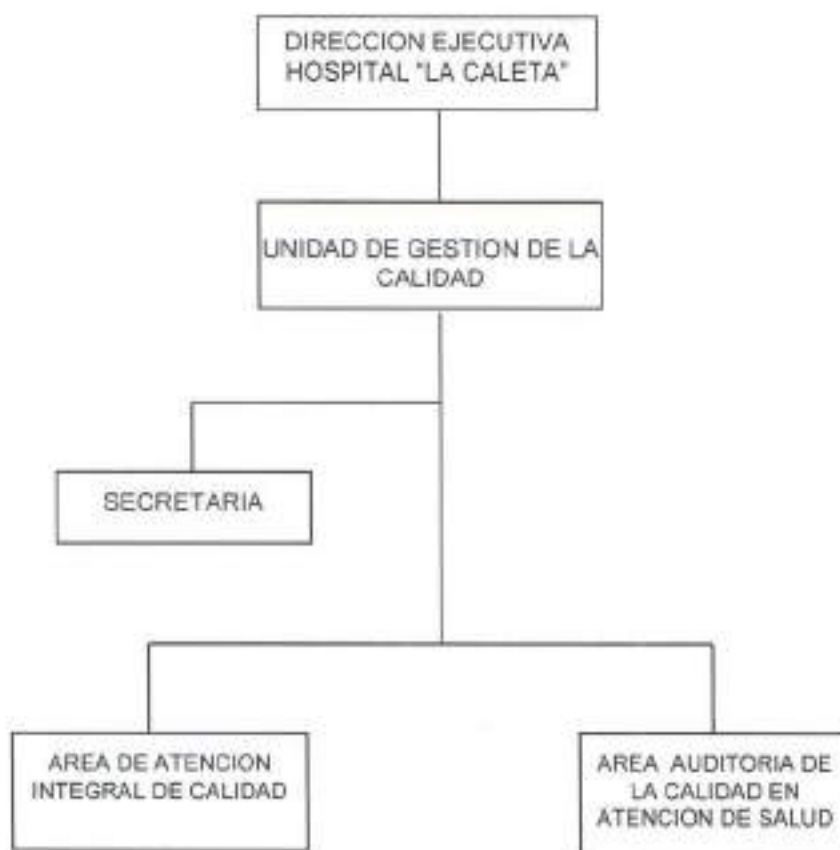 DIRECCION EJECUTIVA
HOSPITAL "LA CALETA"
UNIDAD DE GESTION DE LA
CALIDAD
SECRETARIA
AREA DE ATENCION
INTEGRAL DE CALIDAD
AREA AUDITORIA DE
LA CALIDAD EN
ATENCION DE SALUD